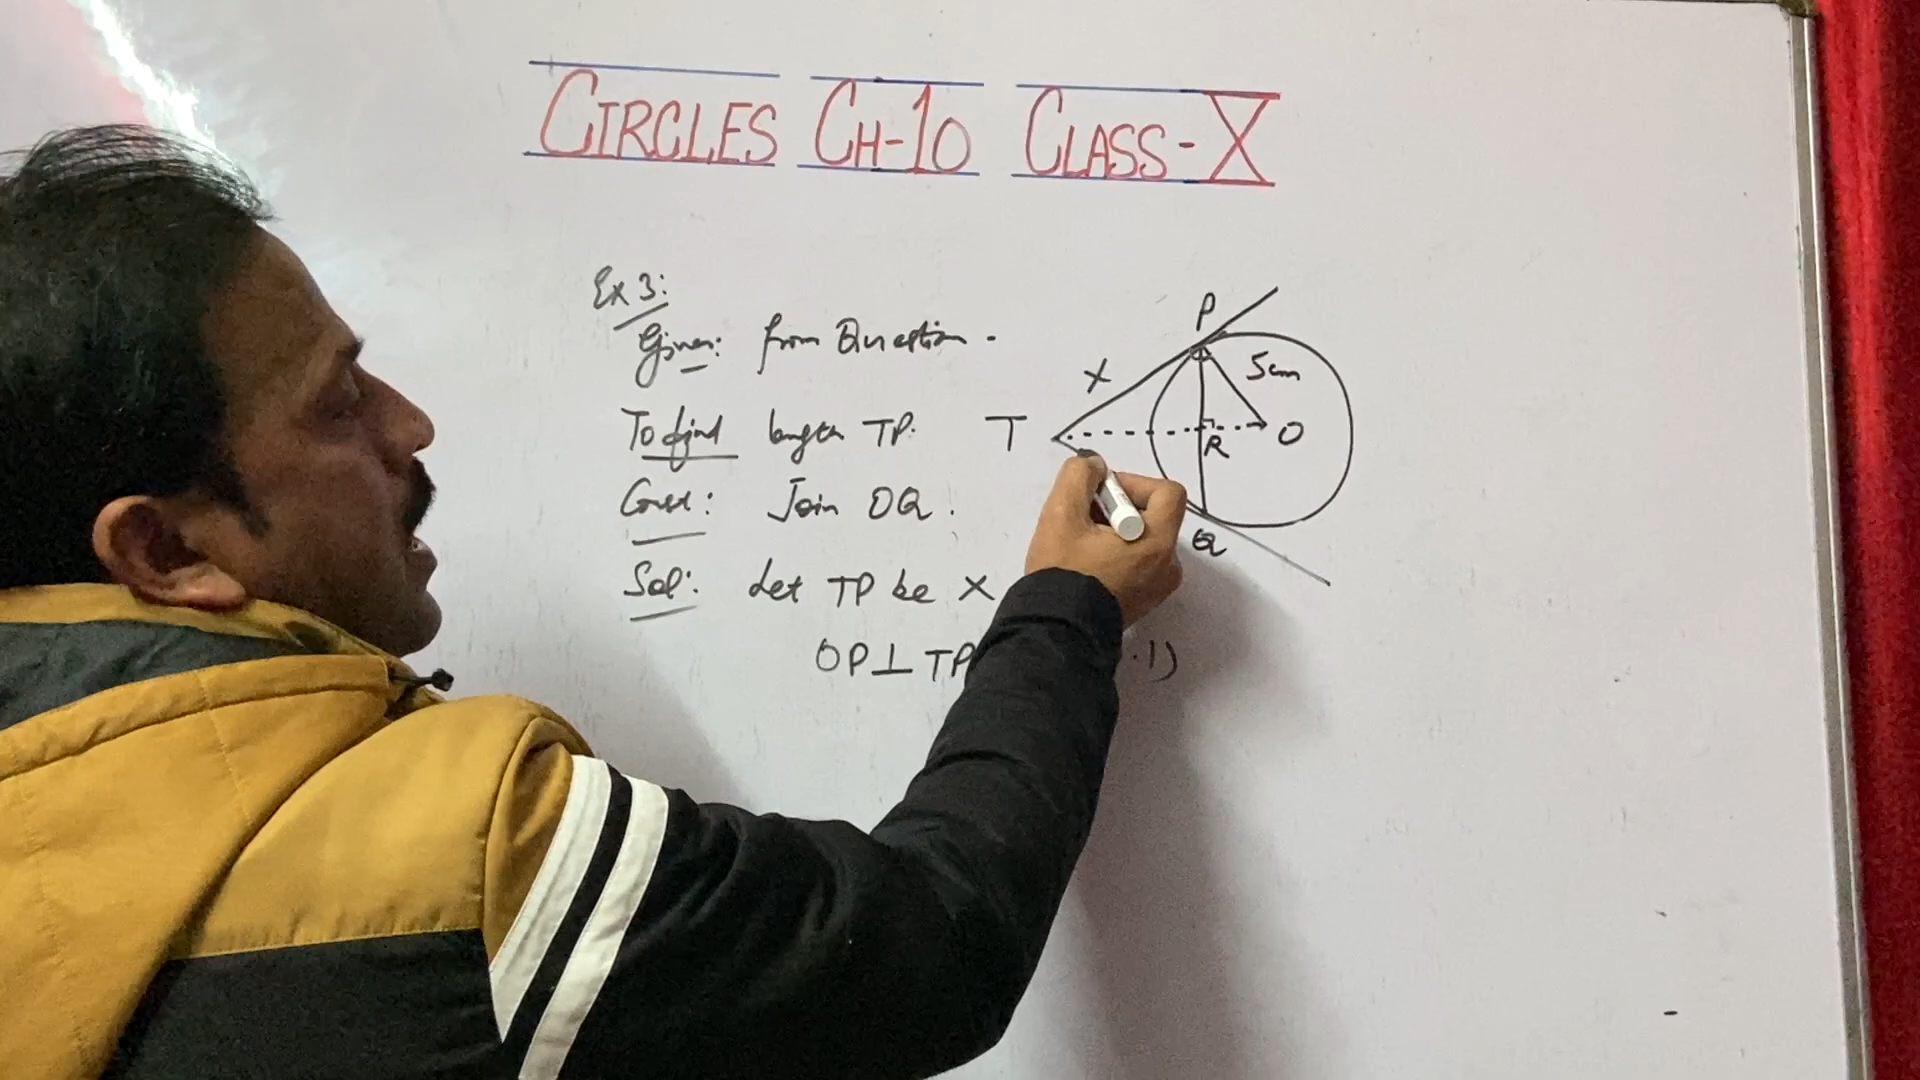 CIRCLES CH-10 CLASS-X
Ex 3:
Given: from Question -
To find length TP.
Const: Join OQ.
Sol: Let TP be X
OP⊥TP .1)
P
X
5cm
T
R
O
Q